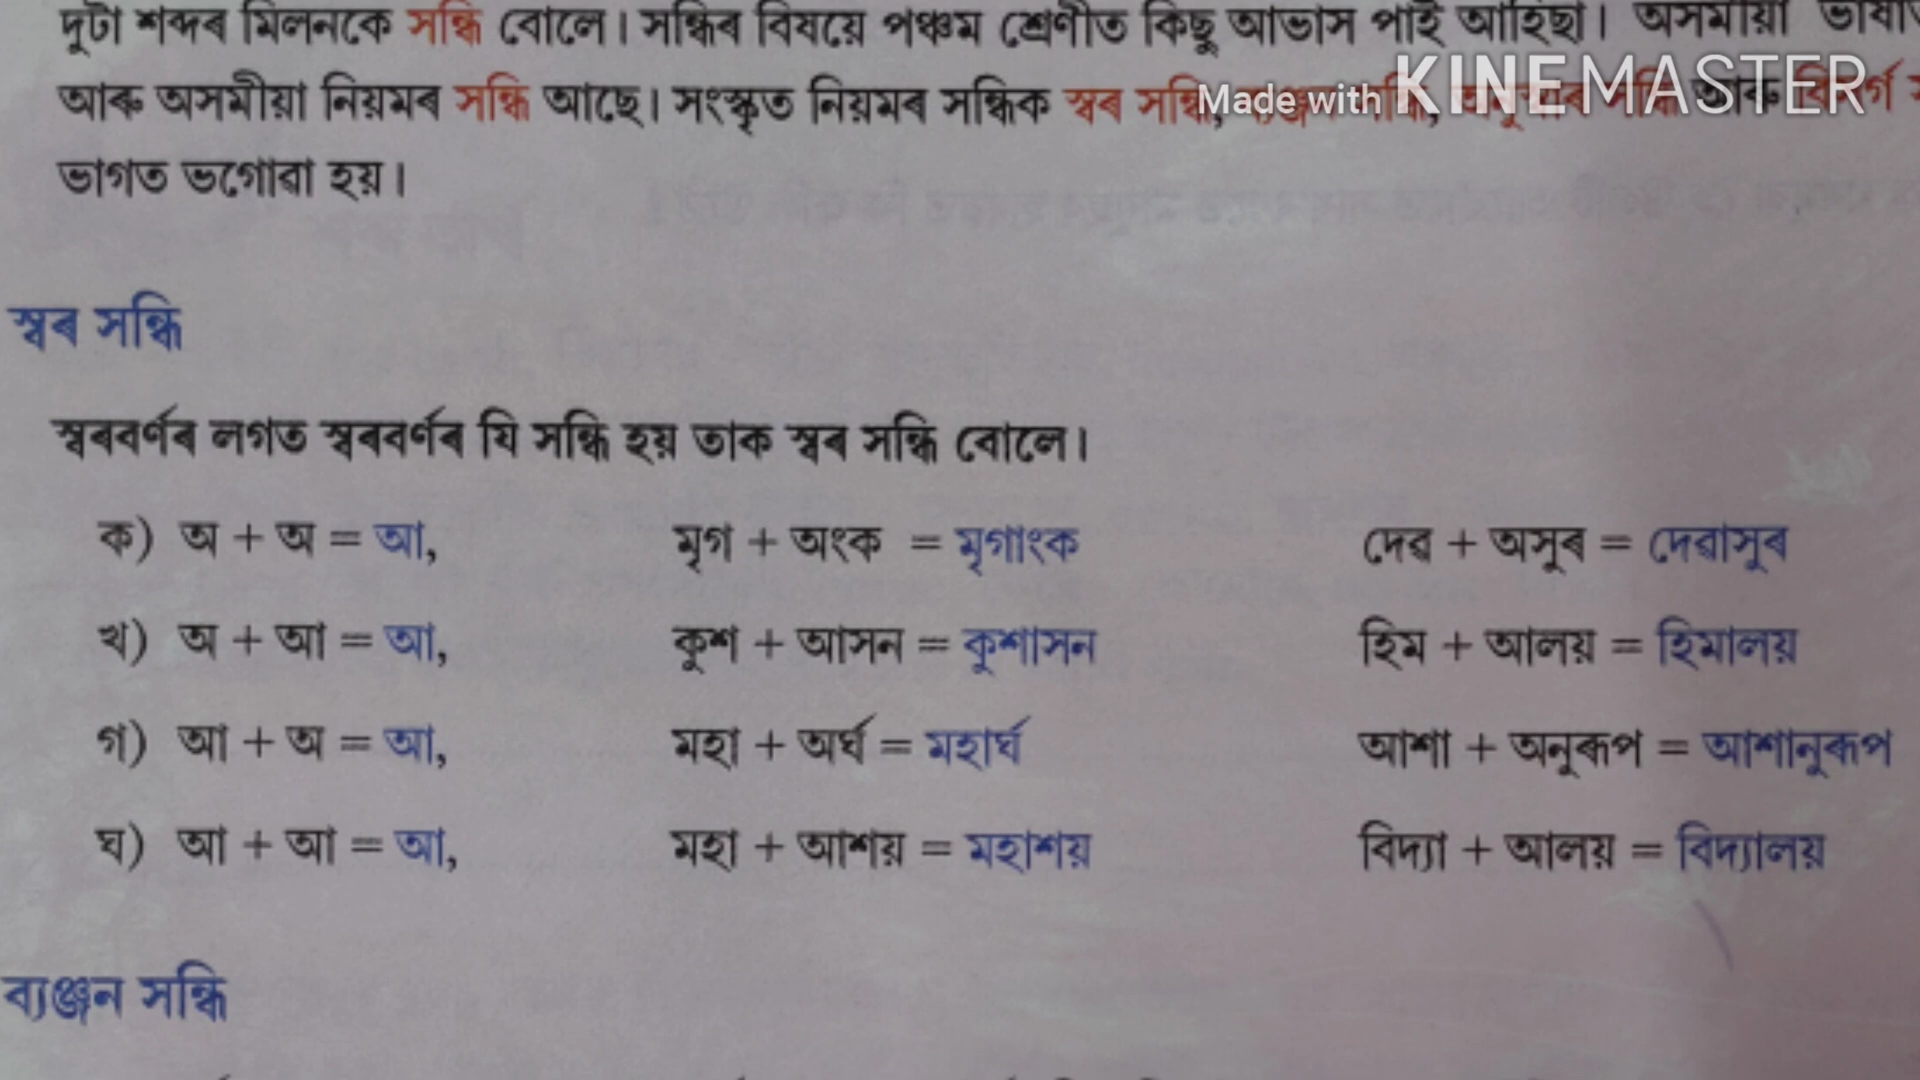 দুটা শব্দৰ মিলনকে সন্ধি বোলে। সন্ধিৰ বিষয়ে পঞ্চম শ্ৰেণীত কিছু আভাস পাই আহিছা। অসমীয়া
আৰু অসমীয়া নিয়মৰ সন্ধি আছে। সংস্কৃত নিয়মৰ সন্ধিক স্বৰ সন্ধি, আৰু
Made with KINEMASTER
ভাগত ভগোৱা হয়।
স্বৰ সন্ধি
স্বৰবৰ্ণৰ লগত স্বৰবৰ্ণৰ যি সন্ধি হয় তাক স্বৰ সন্ধি বোলে।
ক) অ + অ = আ, মৃগ + অংক = মৃগাংক দেৱ + অসুৰ = দেৱাসুৰ
খ) অ + আ = আ, কুশ + আসন = কুশাসন হিম + আলয় = হিমালয়
গ) আ + অ = আ, মহা + অৰ্ঘ = মহাৰ্ঘ আশা + অনুৰূপ = আশানুৰূপ
ঘ) আ + আ = আ, মহা + আশয় = মহাশয় বিদ্যা + আলয় = বিদ্যালয়
ব্যঞ্জন সন্ধি